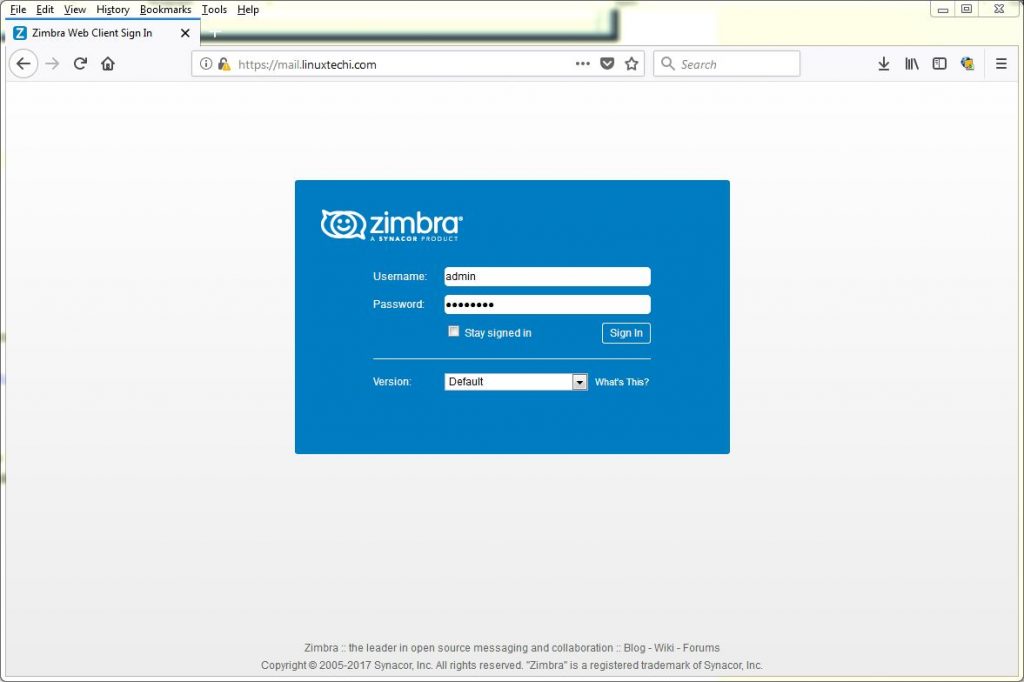 File Edit View History Bookmarks Tools Help
Zimbra Web Client Sign In
https://mail.linuxtechi.com
Search
zimbra®
A SYNACOR PRODUCT
Username: admin
Password: ••••••••
Stay signed in Sign In
Version: Default What's This?
Zimbra :: the leader in open source messaging and collaboration :: Blog - Wiki - Forums
Copyright © 2005-2017 Synacor, Inc. All rights reserved. "Zimbra" is a registered trademark of Synacor, Inc.